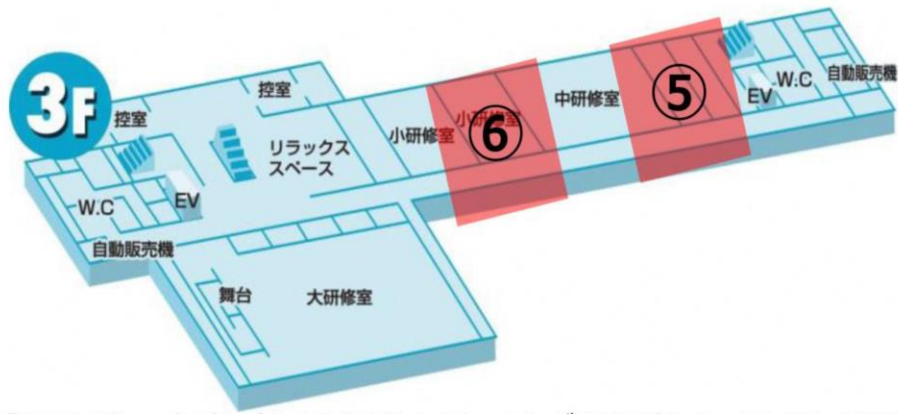 3F
控室
控室
リラックス
スペース
小研修室
小研修室
⑥
中研修室
⑤
EV
W.C
自動販売機
W.C
EV
自動販売機
舞台
大研修室